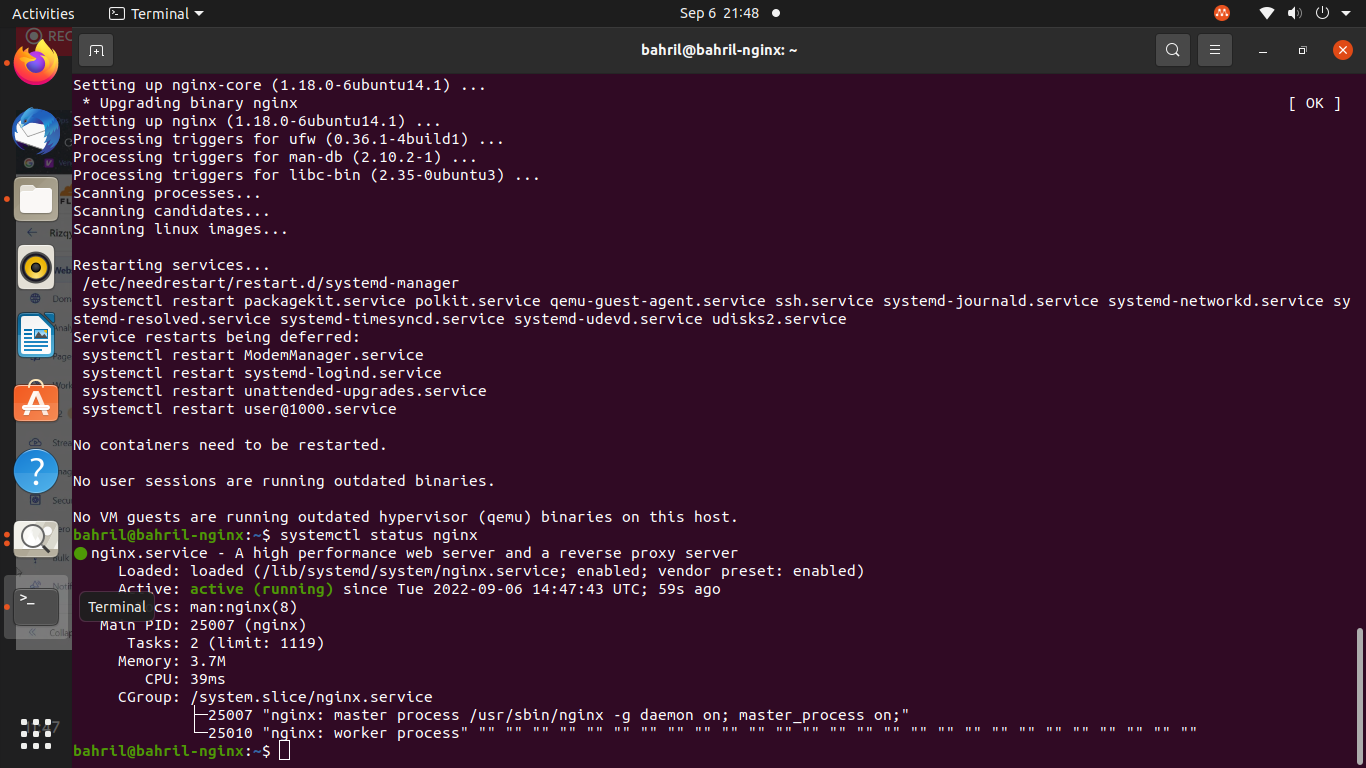 Activities
Terminal
Sep 6 21:48
REC
bahril@bahril-nginx: ~
Setting up nginx-core (1.18.0-6ubuntu14.1) ...
* Upgrading binary nginx [ OK ]
Setting up nginx (1.18.0-6ubuntu14.1) ...
Processing triggers for ufw (0.36.1-4build1) ...
Processing triggers for man-db (2.10.2-1) ...
Processing triggers for libc-bin (2.35-0ubuntu3) ...
Scanning processes...
Scanning candidates...
Scanning linux images...
Restarting services...
/etc/needrestart/restart.d/systemd-manager
systemctl restart packagekit.service polkit.service qemu-guest-agent.service ssh.service systemd-journald.service systemd-networkd.service sy
stemd-resolved.service systemd-timesyncd.service systemd-udevd.service udisks2.service
Service restarts being deferred:
systemctl restart ModemManager.service
systemctl restart systemd-logind.service
systemctl restart unattended-upgrades.service
systemctl restart user@1000.service
No containers need to be restarted.
No user sessions are running outdated binaries.
No VM guests are running outdated hypervisor (qemu) binaries on this host.
bahril@bahril-nginx:~$ systemctl status nginx
● nginx.service - A high performance web server and a reverse proxy server
Loaded: loaded (/lib/systemd/system/nginx.service; enabled; vendor preset: enabled)
Active: active (running) since Tue 2022-09-06 14:47:43 UTC; 59s ago
Terminal
cs: man:nginx(8)
Main PID: 25007 (nginx)
Tasks: 2 (limit: 1119)
Memory: 3.7M
CPU: 39ms
CGroup: /system.slice/nginx.service
├─25007 "nginx: master process /usr/sbin/nginx -g daemon on; master_process on;"
└─25010 "nginx: worker process" "" "" "" "" "" "" "" "" "" "" "" "" "" "" "" "" "" "" "" "" "" "" "" "" "" "" ""
bahril@bahril-nginx:~$